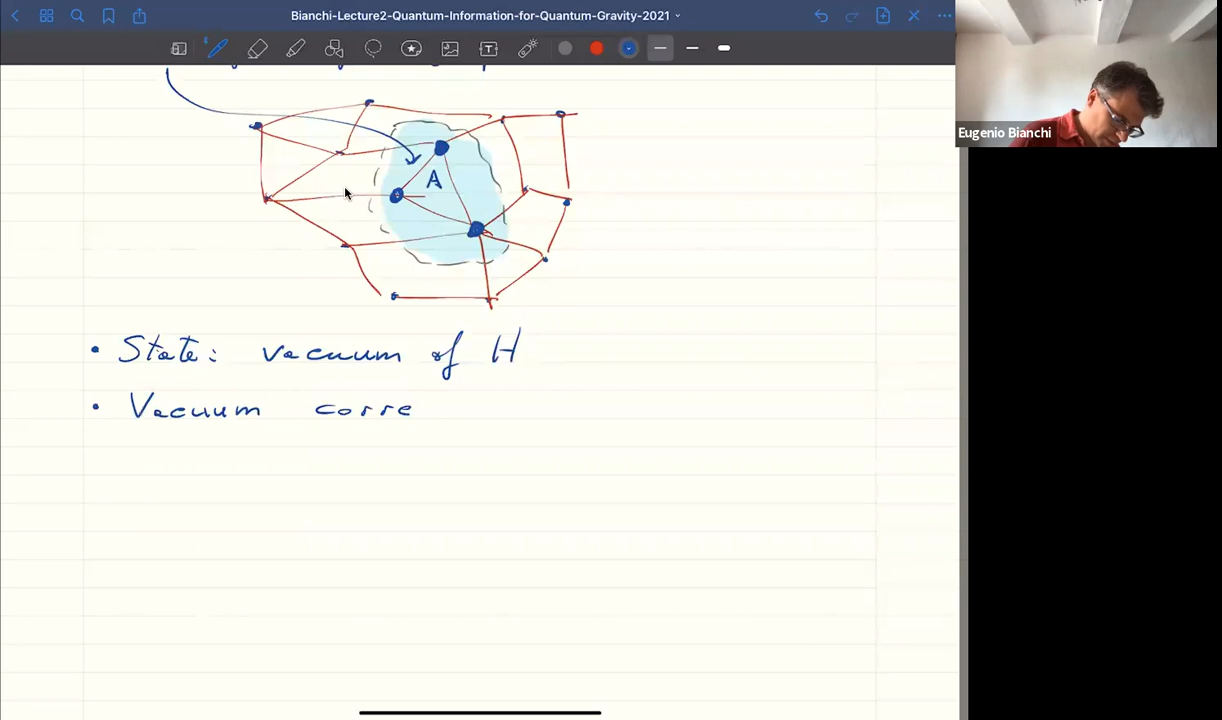 Bianchi-Lecture2-Quantum-Information-for-Quantum-Gravity-2021
Eugenio Bianchi
A
• State: vacuum of H
• Vacuum corre